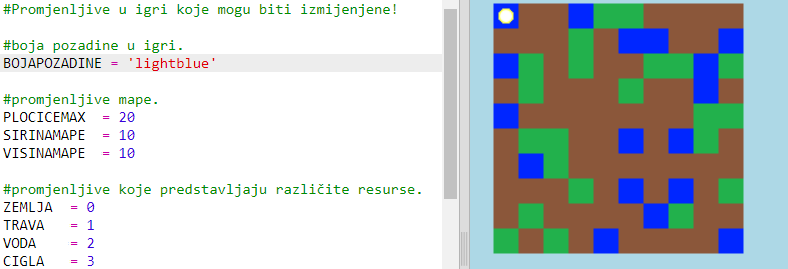 #Promjenljive u igri koje mogu biti izmijenjene!
#boja pozadine u igri.
BOJAPOZADINE = 'lightblue'
#promjenljive mape.
PLOCICEMAX = 20
SIRINAMAPE = 10
VISINAMAPE = 10
#promjenljive koje predstavljaju različite resurse.
ZEMLJA = 0
TRAVA = 1
VODA = 2
CIGLA = 3